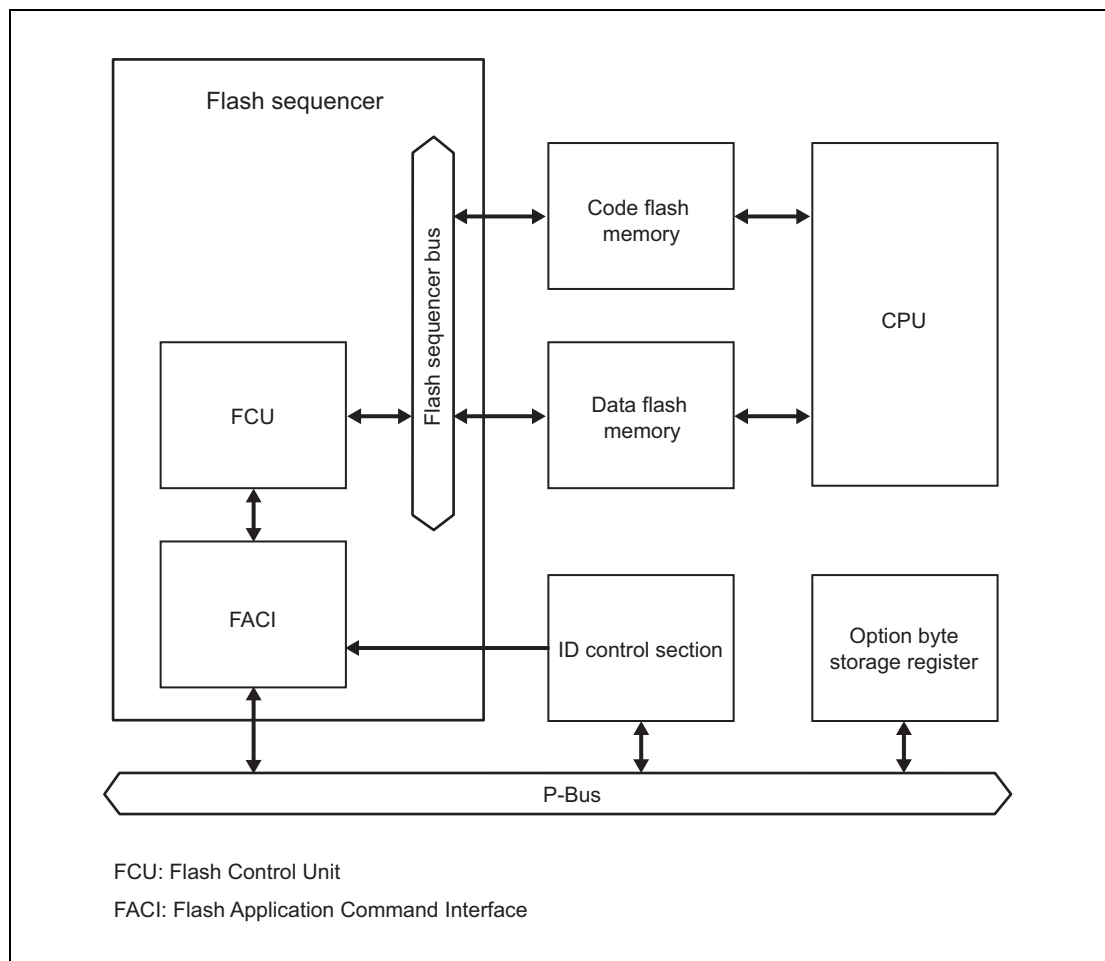 Flash sequencer
Flash sequencer bus
Code flash
memory
CPU
FCU
Data flash
memory
FACI
ID control section
Option byte
storage register
P-Bus
FCU: Flash Control Unit
FACI: Flash Application Command Interface